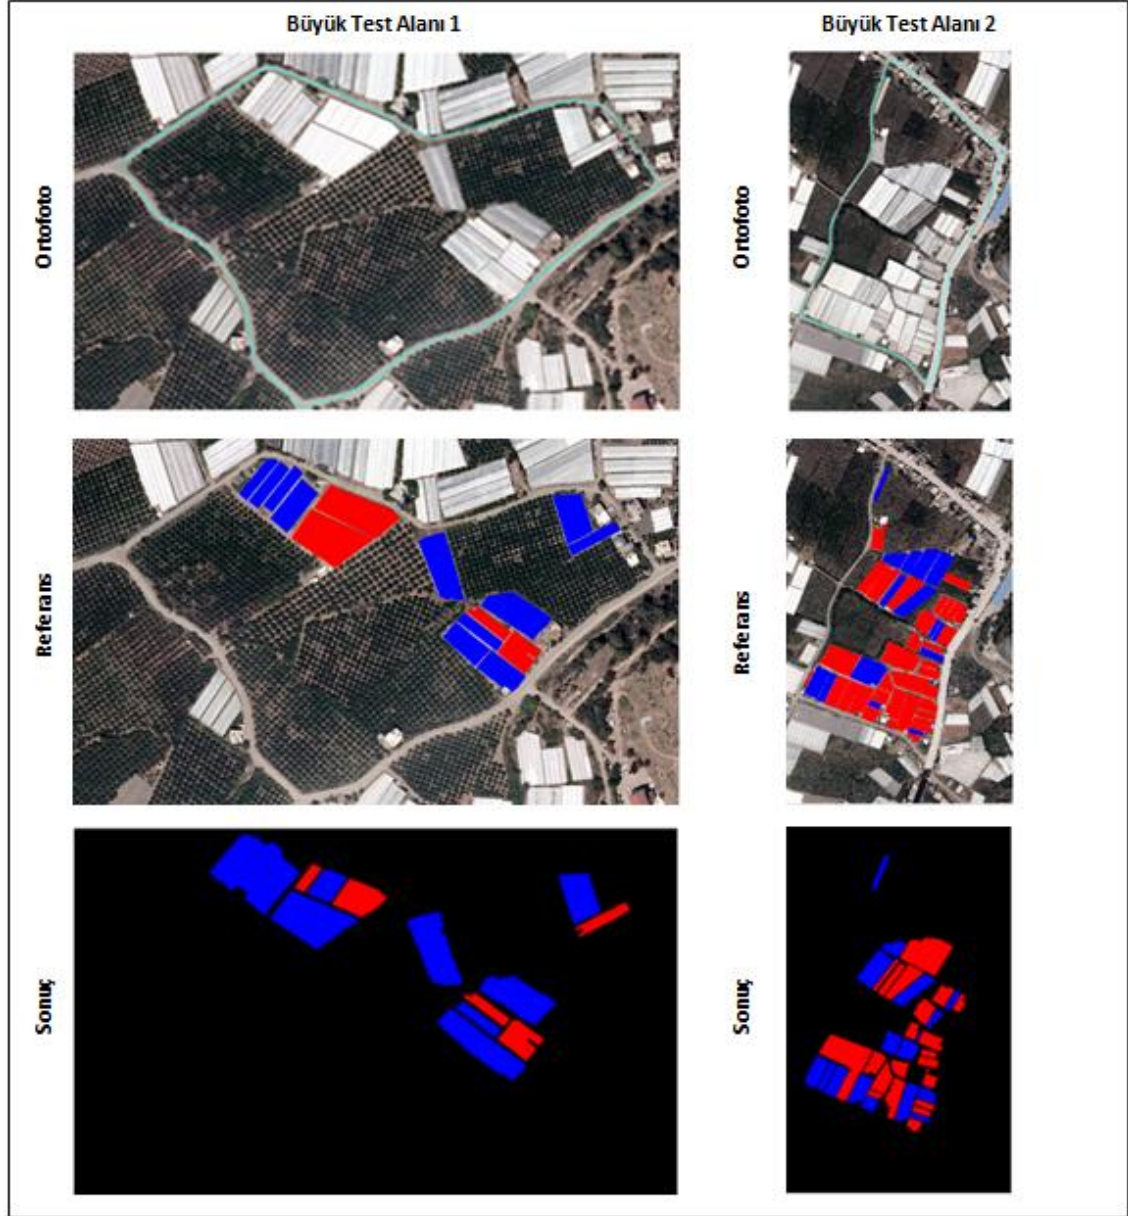 Büyük Test Alanı 1
Büyük Test Alanı 2
Ortofoto
Ortofoto
Referans
Referans
Sonuç
Sonuç